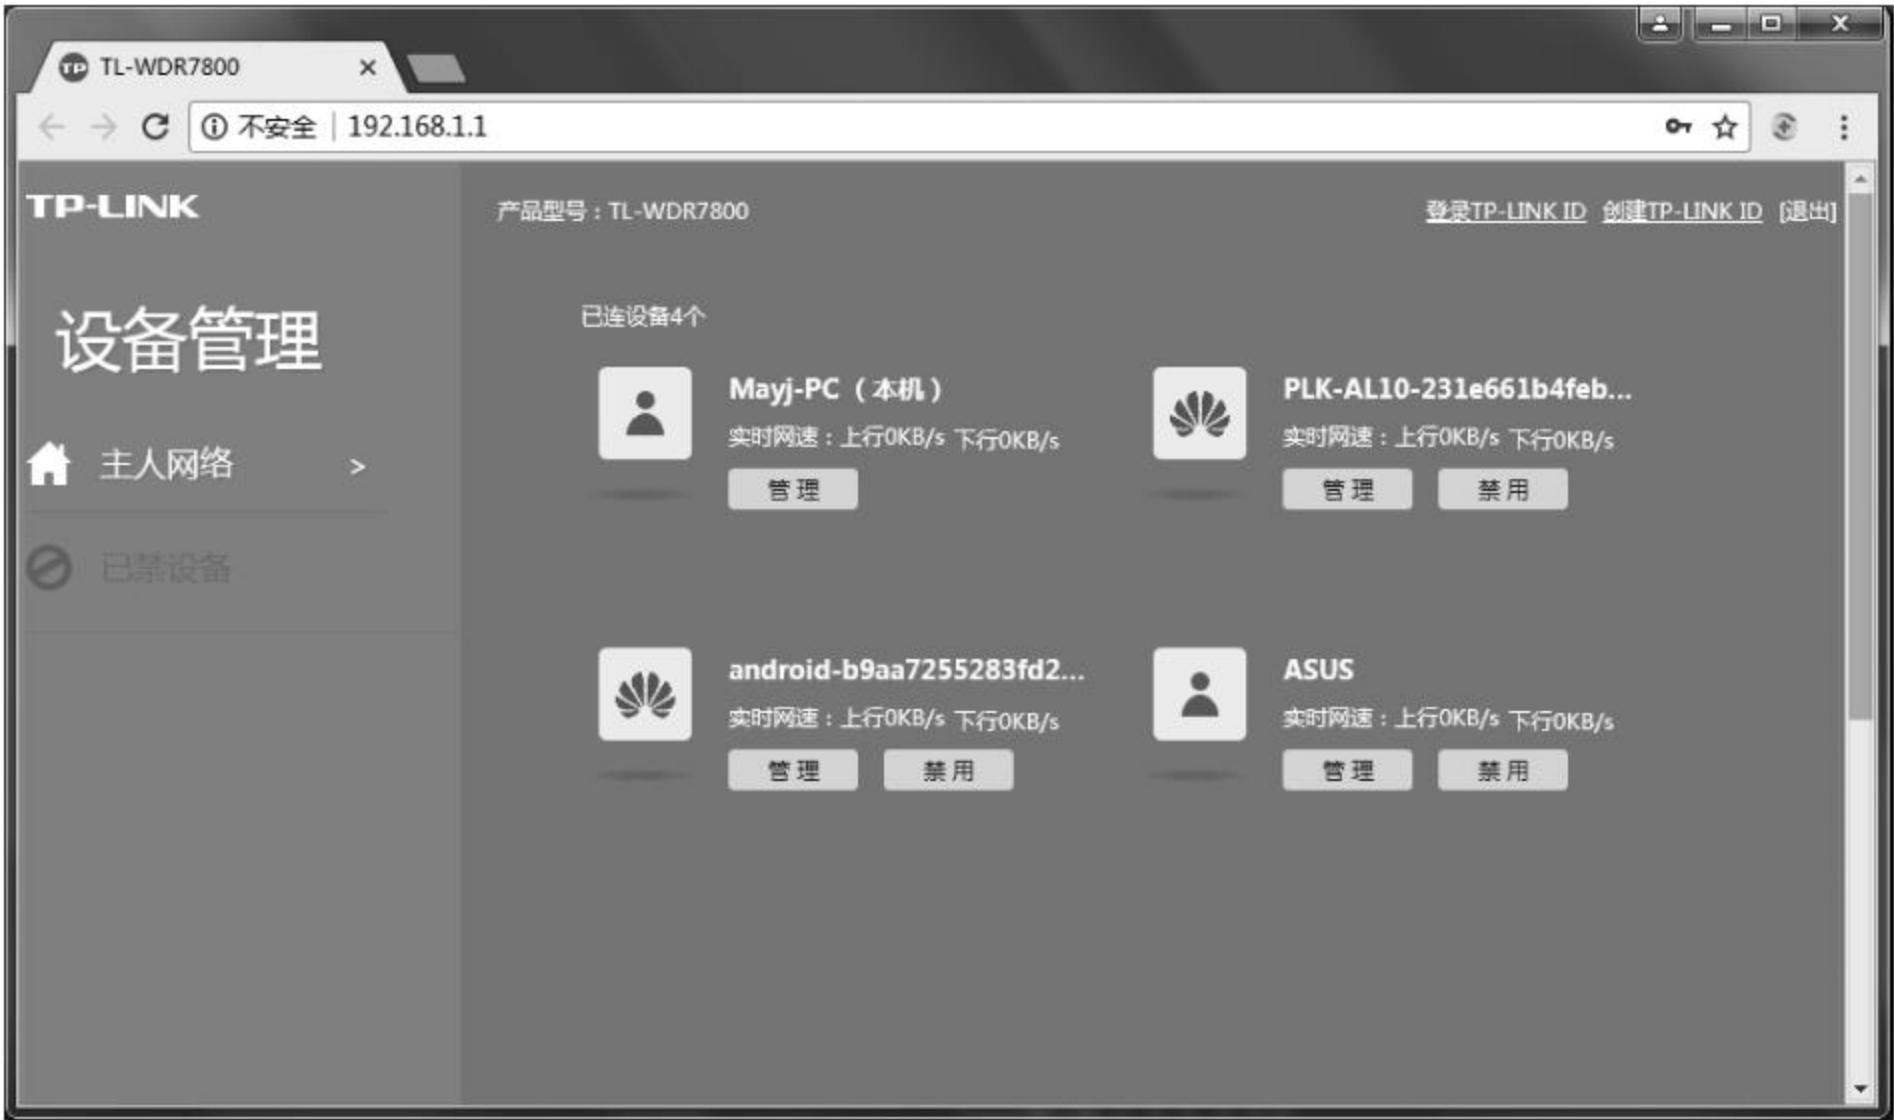 TL-WDR7800
不安全 192.168.1.1
TP-LINK
产品型号：TL-WDR7800 登录TP-LINK ID 创建TP-LINK ID [退出]
设备管理
主人网络 >
已禁设备
已连设备4个
Mayj-PC（本机）
实时网速：上行0KB/s 下行0KB/s
管理
PLK-AL10-231e661b4feb...
实时网速：上行0KB/s 下行0KB/s
管理 禁用
android-b9aa7255283fd2...
实时网速：上行0KB/s 下行0KB/s
管理 禁用
ASUS
实时网速：上行0KB/s 下行0KB/s
管理 禁用